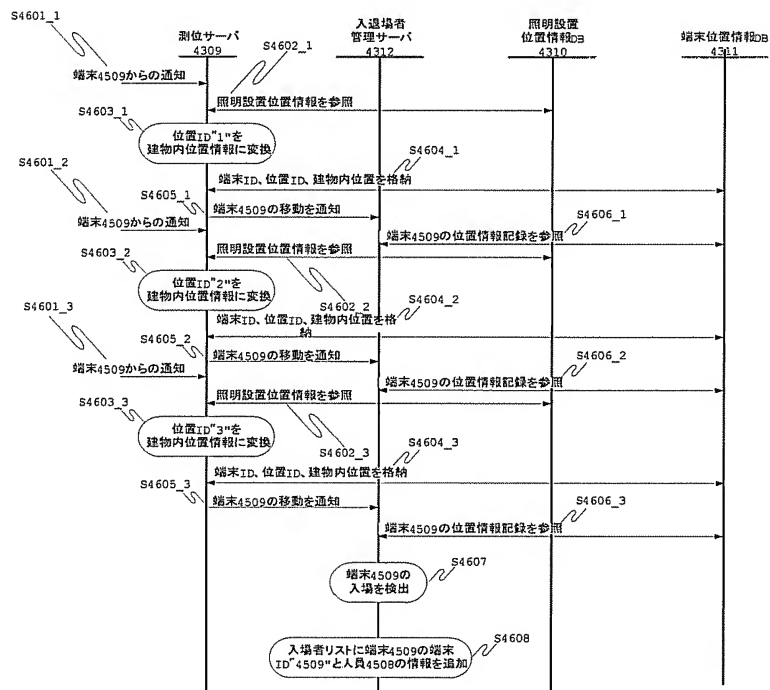 S4601_1
測位サーバ
4309
入退場者
管理サーバ
4312
照明設置
位置情報DB
4310
端末位置情報DB
4311
S4602_1
端末4509からの通知
照明設置位置情報を参照
S4603_1
位置ID"1"を
建物内位置情報に変換
S4601_2
S4604_1
端末ID、位置ID、建物内位置を格納
S4605_1
端末4509の移動を通知
端末4509からの通知
S4606_1
端末4509の位置情報記録を参照
照明設置位置情報を参照
S4603_2
位置ID"2"を
建物内位置情報に変換
S4602_2
S4604_2
S4601_3
端末ID、位置ID、建物内位置を格
納
S4605_2
端末4509の移動を通知
端末4509からの通知
S4606_2
端末4509の位置情報記録を参照
照明設置位置情報を参照
S4603_3
位置ID"3"を
建物内位置情報に変換
S4602_3
S4604_3
端末ID、位置ID、建物内位置を格納
S4605_3
端末4509の移動を通知
S4606_3
端末4509の位置情報記録を参照
端末4509の
入場を検出
S4607
入場者リストに端末4509の端末
ID"4509"と人員4508の情報を追加
S4608